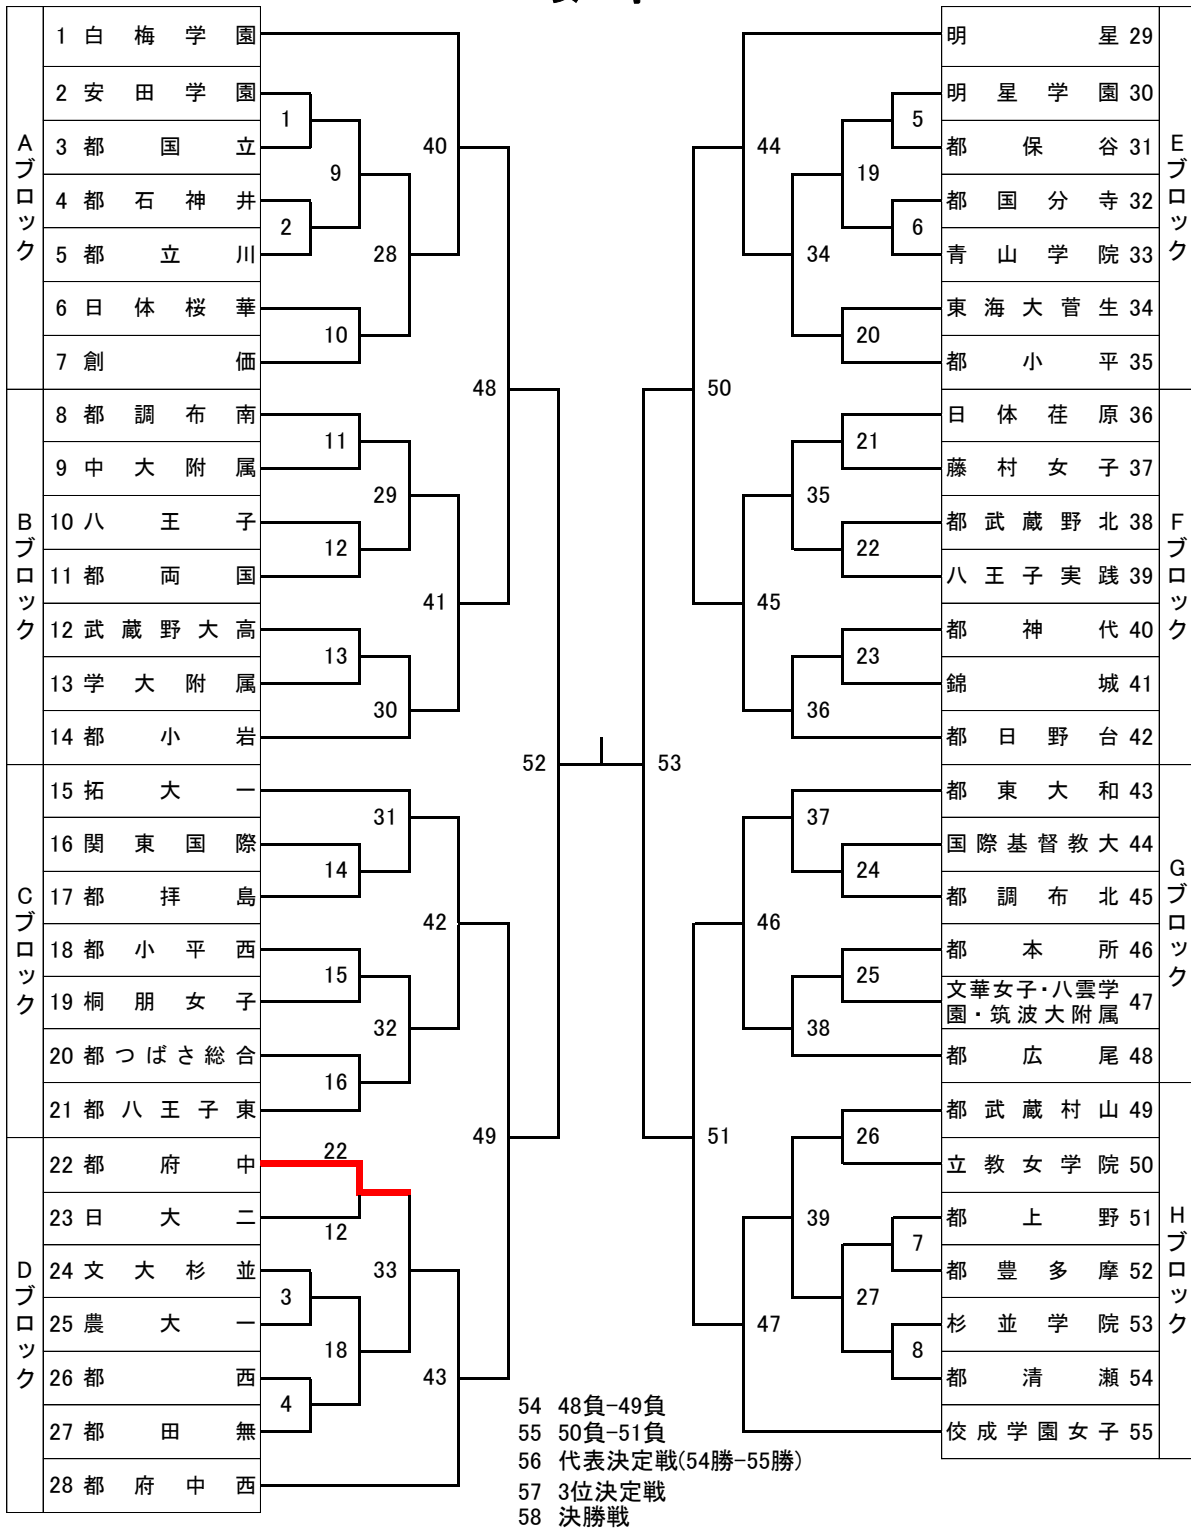 Aブロック
1 白梅学園
2 安田学園
3 都国立
4 都石神井
5 都立川
6 日体桜華
7 創価
Bブロック
8 都調布南
9 中大附属
10 八王子
11 都両国
12 武蔵野大高
13 学大附属
14 都小岩
Cブロック
15 拓大一
16 関東国際
17 都拝島
18 都小平西
19 桐朋女子
20 都つばさ総合
21 都八王子東
Dブロック
22 都府中
23 日大二
24 文大杉並
25 農大一
26 都西
27 都田無
28 都府中西
1
2
9
10
28
40
11
12
29
13
30
41
48
14
31
15
16
32
42
22
12
3
4
18
33
43
49
52
53
44
5
6
19
20
34
50
21
22
35
23
36
45
24
37
25
38
46
51
26
7
8
27
39
47
Eブロック
明星 29
明星学園 30
都保谷 31
都国分寺 32
青山学院 33
東海大菅生 34
都小平 35
Fブロック
日体荏原 36
藤村女子 37
都武蔵野北 38
八王子実践 39
都神代 40
錦城 41
都日野台 42
Gブロック
都東大和 43
国際基督教大 44
都調布北 45
都本所 46
文華女子・八雲学
園・筑波大附属 47
都広尾 48
Hブロック
都武蔵村山 49
立教女学院 50
都上野 51
都豊多摩 52
杉並学院 53
都清瀬 54
佼成学園女子 55
54 48負-49負
55 50負-51負
56 代表決定戦(54勝-55勝)
57 3位決定戦
58 決勝戦